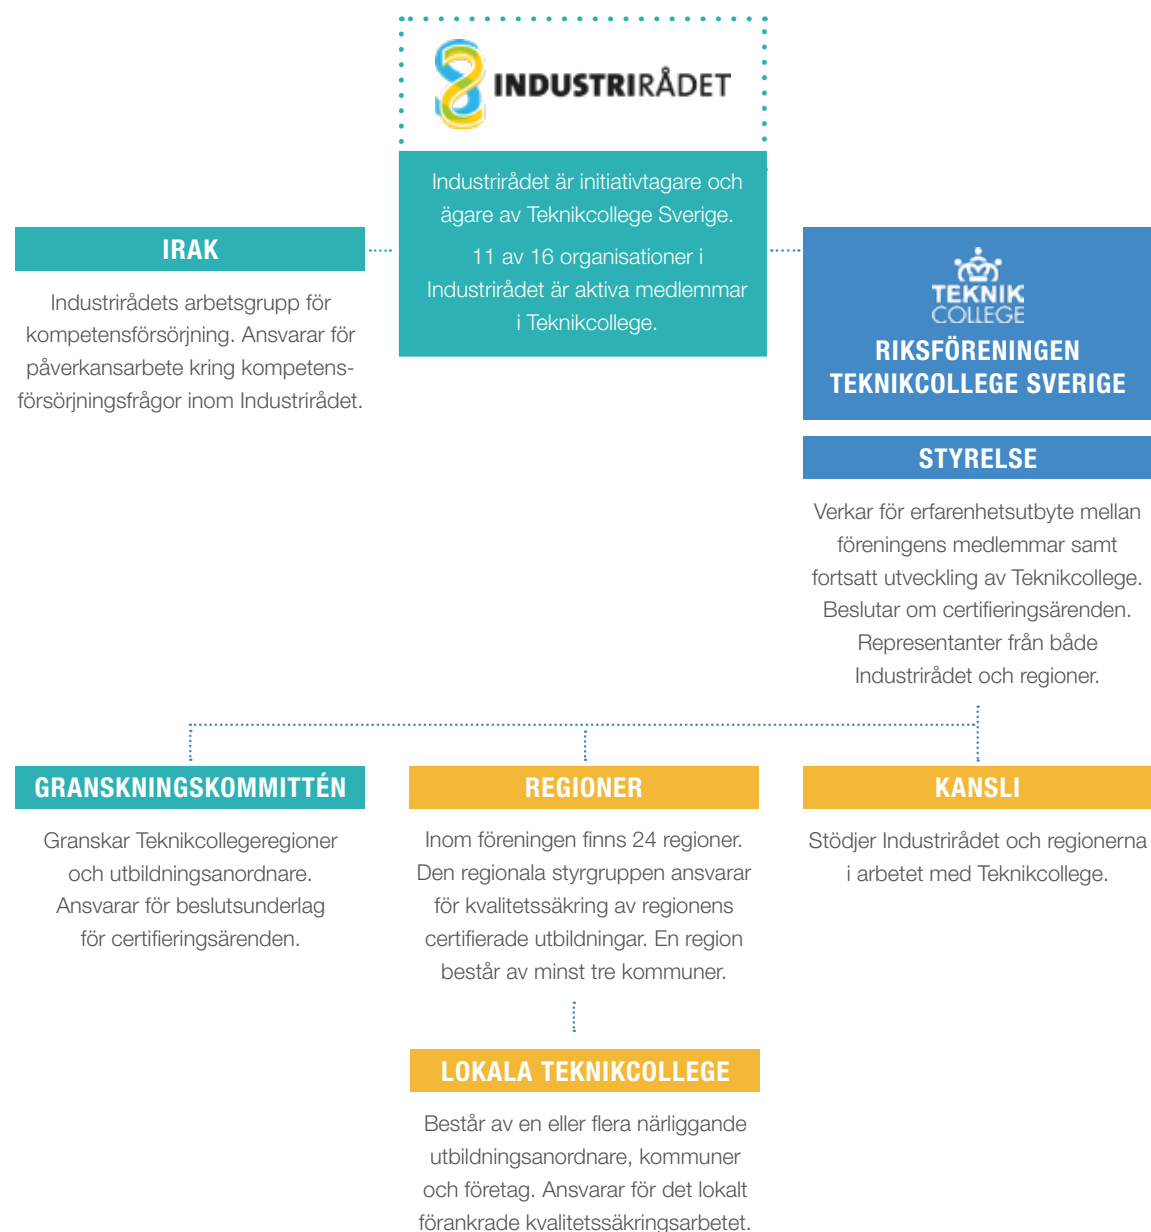 INDUSTRIRÅDET
Industrirådet är initiativtagare och
ägare av Teknikcollege Sverige.
11 av 16 organisationer i
Industrirådet är aktiva medlemmar
i Teknikcollege.
IRAK
Industrirådets arbetsgrupp för
kompetensförsörjning. Ansvarar för
påverkansarbete kring kompetens-
försörjningsfrågor inom Industrirådet.
TEKNIK
COLLEGE
RIKSFÖRENINGEN
TEKNIKCOLLEGE SVERIGE
STYRELSE
Verkar för erfarenhetsutbyte mellan
föreningens medlemmar samt
fortsatt utveckling av Teknikcollege.
Beslutar om certifieringsärenden.
Representanter från både
Industrirådet och regioner.
GRANSKNINGSKOMMITTÉN
Granskar Teknikcollegeregioner
och utbildningsanordnare.
Ansvarar för beslutsunderlag
för certifieringsärenden.
REGIONER
Inom föreningen finns 24 regioner.
Den regionala styrgruppen ansvarar
för kvalitetssäkring av regionens
certifierade utbildningar. En region
består av minst tre kommuner.
KANSLI
Stödjer Industrirådet och regionerna
i arbetet med Teknikcollege.
LOKALA TEKNIKCOLLEGE
Består av en eller flera närliggande
utbildningsanordnare, kommuner
och företag. Ansvarar för det lokalt
förankrade kvalitetssäkringsarbetet.